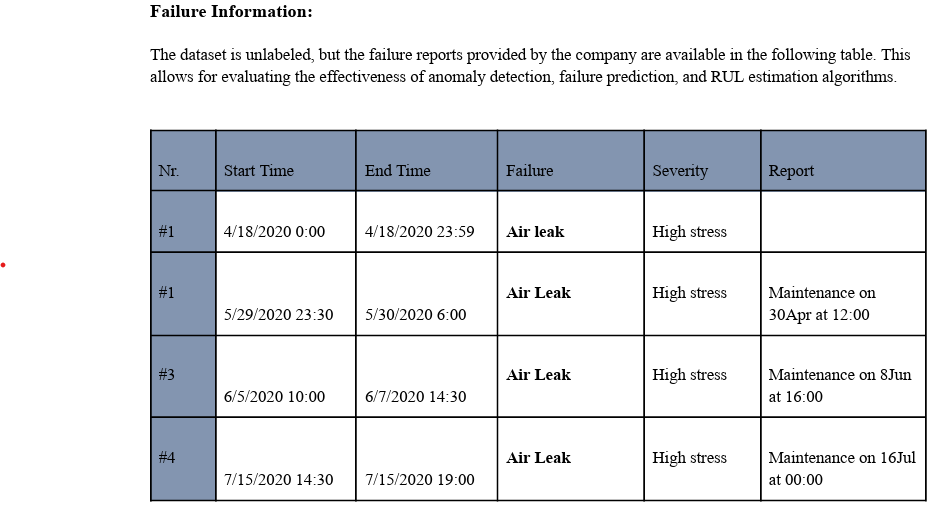 Failure Information:
The dataset is unlabeled, but the failure reports provided by the company are available in the following table. This
allows for evaluating the effectiveness of anomaly detection, failure prediction, and RUL estimation algorithms.
Nr. Start Time End Time Failure Severity Report
#1 4/18/2020 0:00 4/18/2020 23:59 Air leak High stress
#1 Air Leak High stress Maintenance on
5/29/2020 23:30 5/30/2020 6:00 30Apr at 12:00
#3 Air Leak High stress Maintenance on 8Jun
6/5/2020 10:00 6/7/2020 14:30 at 16:00
#4 Air Leak High stress Maintenance on 16Jul
7/15/2020 14:30 7/15/2020 19:00 at 00:00